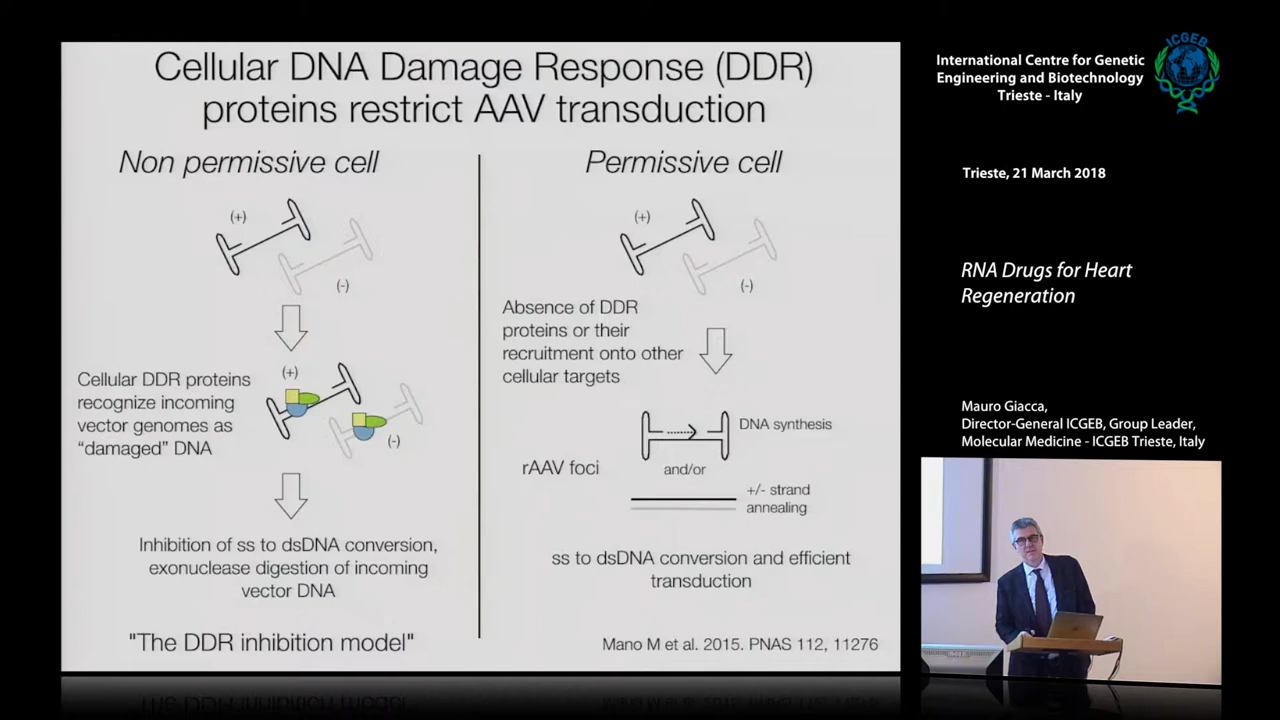 Cellular DNA Damage Response (DDR)
proteins restrict AAV transduction
Non permissive cell
(+)
(-)
Cellular DDR proteins
recognize incoming
vector genomes as
“damaged” DNA
(+)
(-)
Inhibition of ss to dsDNA conversion,
exonuclease digestion of incoming
vector DNA
"The DDR inhibition model"
Permissive cell
(+)
(-)
Absence of DDR
proteins or their
recruitment onto other
cellular targets
DNA synthesis
rAAV foci
and/or
+/- strand
annealing
ss to dsDNA conversion and efficient
transduction
Mano M et al. 2015. PNAS 112, 11276
International Centre for Genetic
Engineering and Biotechnology
Trieste - Italy
ICGEB
Trieste, 21 March 2018
RNA Drugs for Heart
Regeneration
Mauro Giacca,
Director-General ICGEB, Group Leader,
Molecular Medicine - ICGEB Trieste, Italy